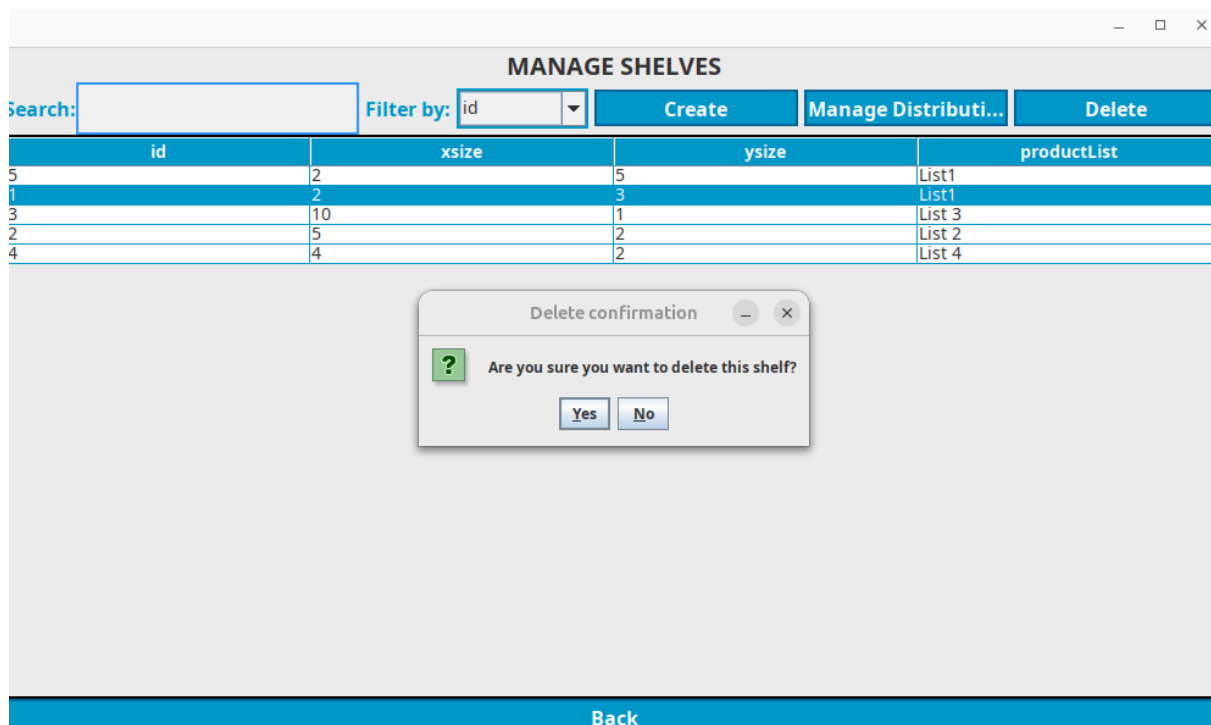 MANAGE SHELVES
Search: Filter by: id Create Manage Distributi... Delete
id xsize ysize productList
5 2 5 List1
1 2 3 List1
3 10 1 List 3
2 5 2 List 2
4 4 2 List 4
Delete confirmation
? Are you sure you want to delete this shelf?
Yes No
Back